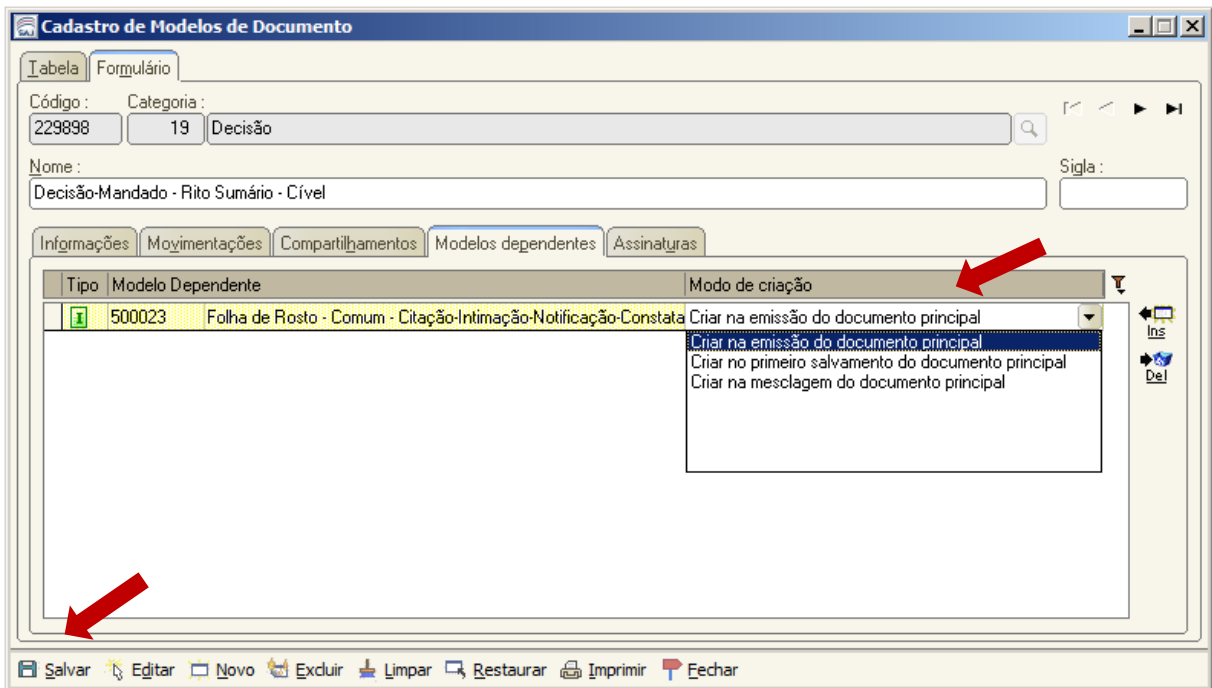 SAJ Cadastro de Modelos de Documento
Tabela Formulário
Código : Categoria :
229898 19 Decisão
Nome : Sigla :
Decisão-Mandado - Rito Sumário - Cível
Informações Movimentações Compartilhamentos Modelos dependentes Assinaturas
Tipo Modelo Dependente Modo de criação
I 500023 Folha de Rosto - Comum - Citação-Intimação-Notificação-Constata Criar na emissão do documento principal
Ins
Criar na emissão do documento principal
Criar no primeiro salvamento do documento principal
Criar na mesclagem do documento principal
Del
Salvar Editar Novo Excluir Limpar Restaurar Imprimir Fechar